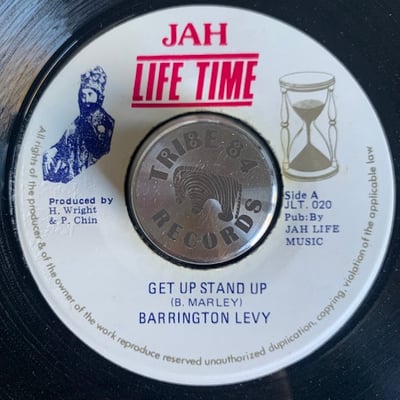 JAH
LIFE TIME
TRIBE 84
RECORDS
Produced by
H. Wright
& P. Chin
Side A
JLT. 020
Pub: By
JAH LIFE
MUSIC
GET UP STAND UP
(B. MARLEY)
BARRINGTON LEVY
All rights of the producer & of the owner of the work reproduce reserved unauthorized duplication, copying, violation of the applicable law